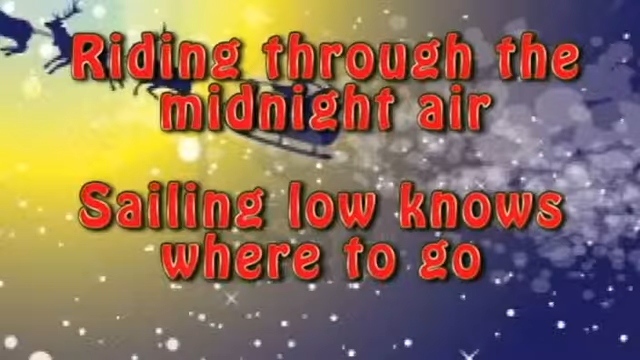 Riding through the
midnight air
Sailing low knows
where to go